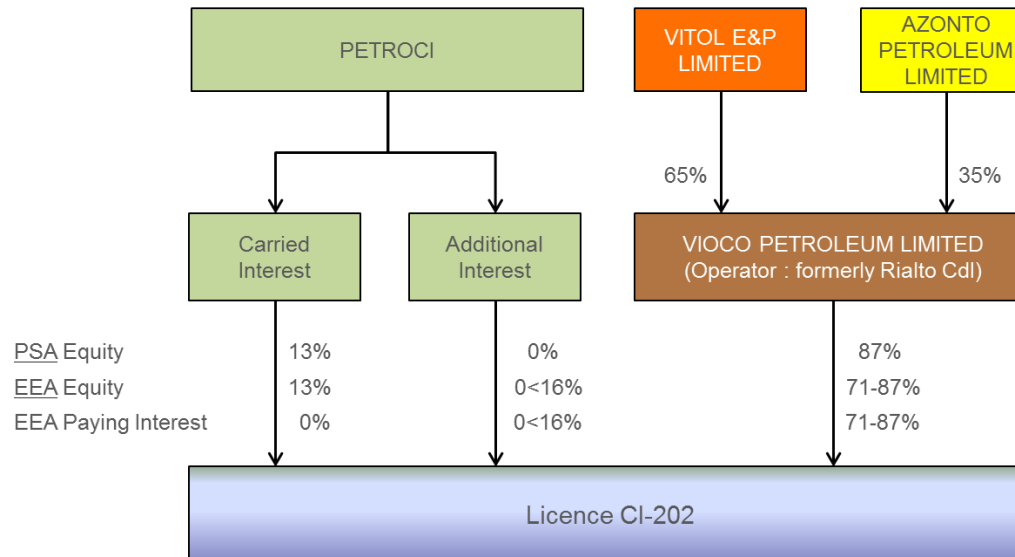 PETROCI
VITOL E&P
LIMITED
AZONTO
PETROLEUM
LIMITED
65%
35%
Carried
Interest
Additional
Interest
VIOCO PETROLEUM LIMITED
(Operator : formerly Rialto CdI)
PSA Equity
13%
0%
87%
EEA Equity
13%
0<16%
71-87%
EEA Paying Interest
0%
0<16%
71-87%
Licence CI-202